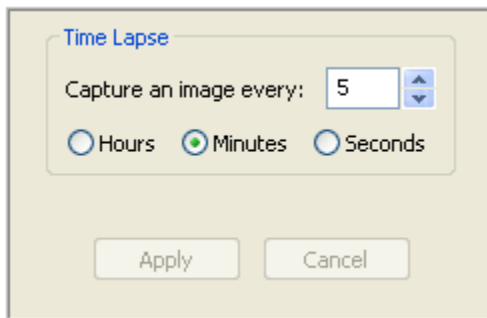 Time Lapse
Capture an image every: 5
Hours Minutes Seconds
Apply Cancel